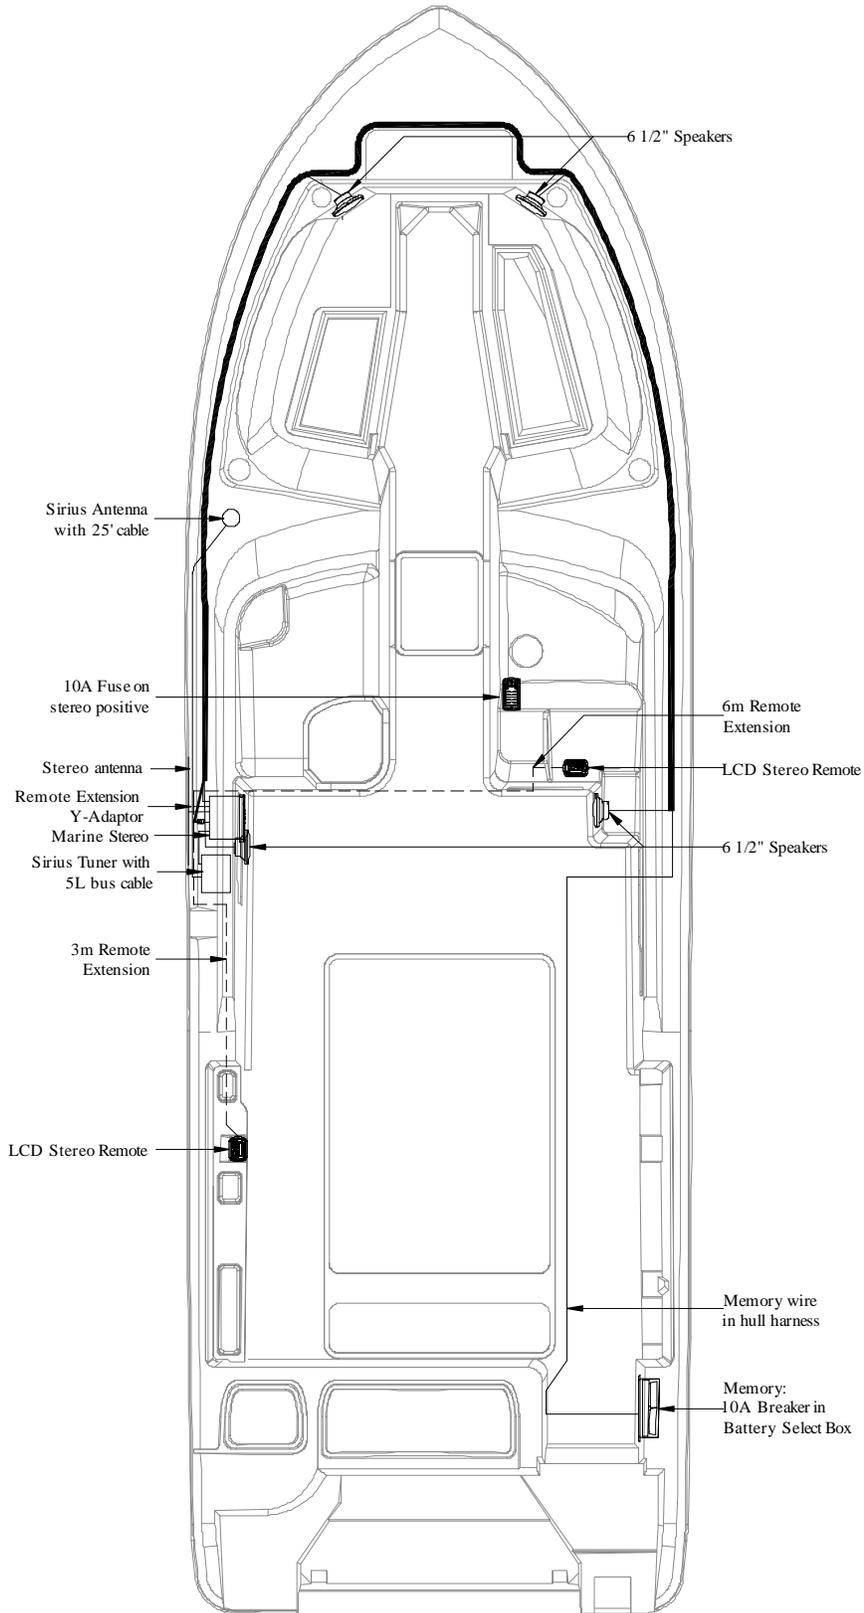 6 1/2" Speakers
Sirius Antenna
with 25' cable
10A Fuse on
stereo positive
6m Remote
Extension
Stereo antenna
LCD Stereo Remote
Remote Extension
Y-Adaptor
Marine Stereo
6 1/2" Speakers
Sirius Tuner with
5L bus cable
3m Remote
Extension
LCD Stereo Remote
Memory wire
in hull harness
Memory:
10A Breaker in
Battery Select Box